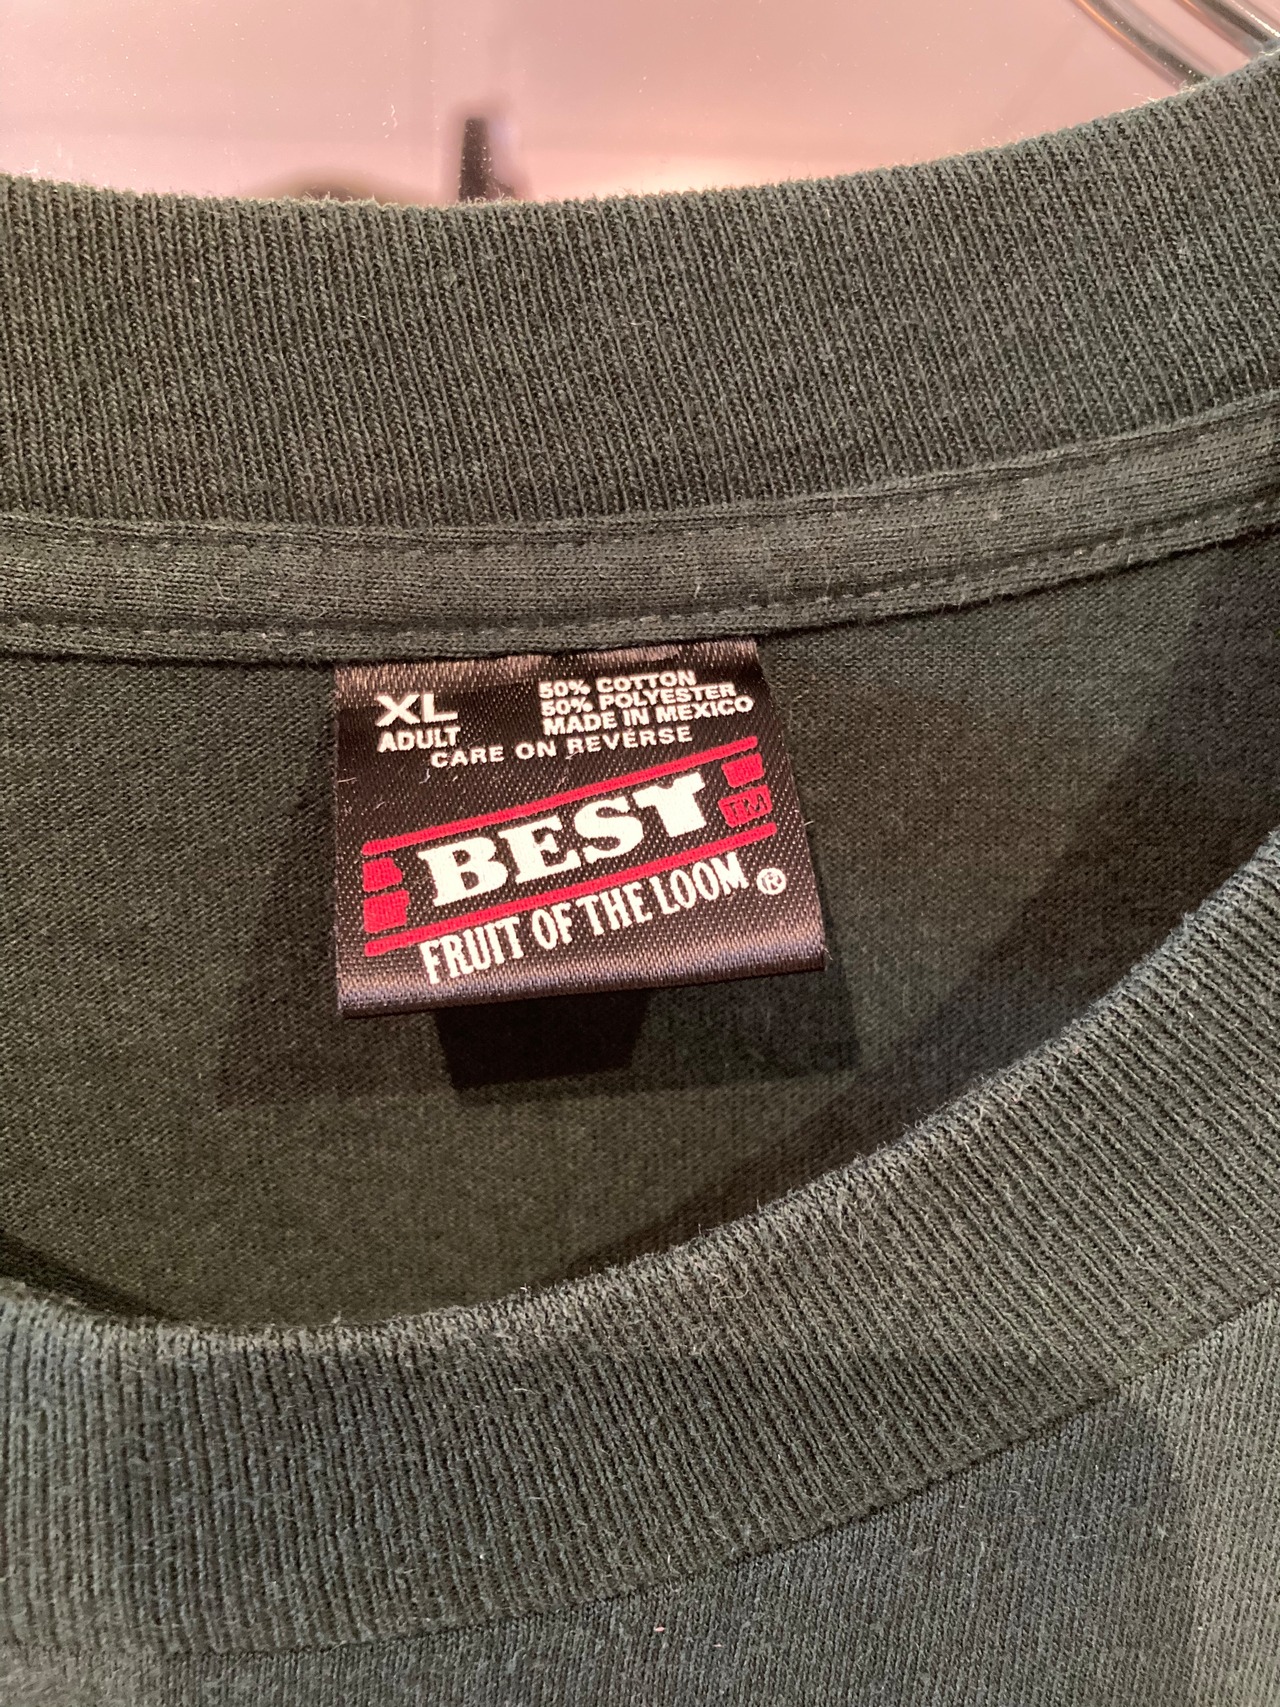 XL
ADULT
50% COTTON
50% POLYESTER
MADE IN MEXICO
CARE ON REVERSE
BEST
TM
FRUIT OF THE LOOM ®